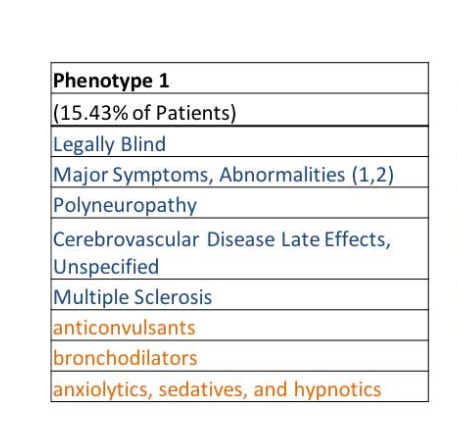 Phenotype 1
(15.43% of Patients)
Legally Blind
Major Symptoms, Abnormalities (1,2)
Polyneuropathy
Cerebrovascular Disease Late Effects,
Unspecified
Multiple Sclerosis
anticonvulsants
bronchodilators
anxiolytics, sedatives, and hypnotics